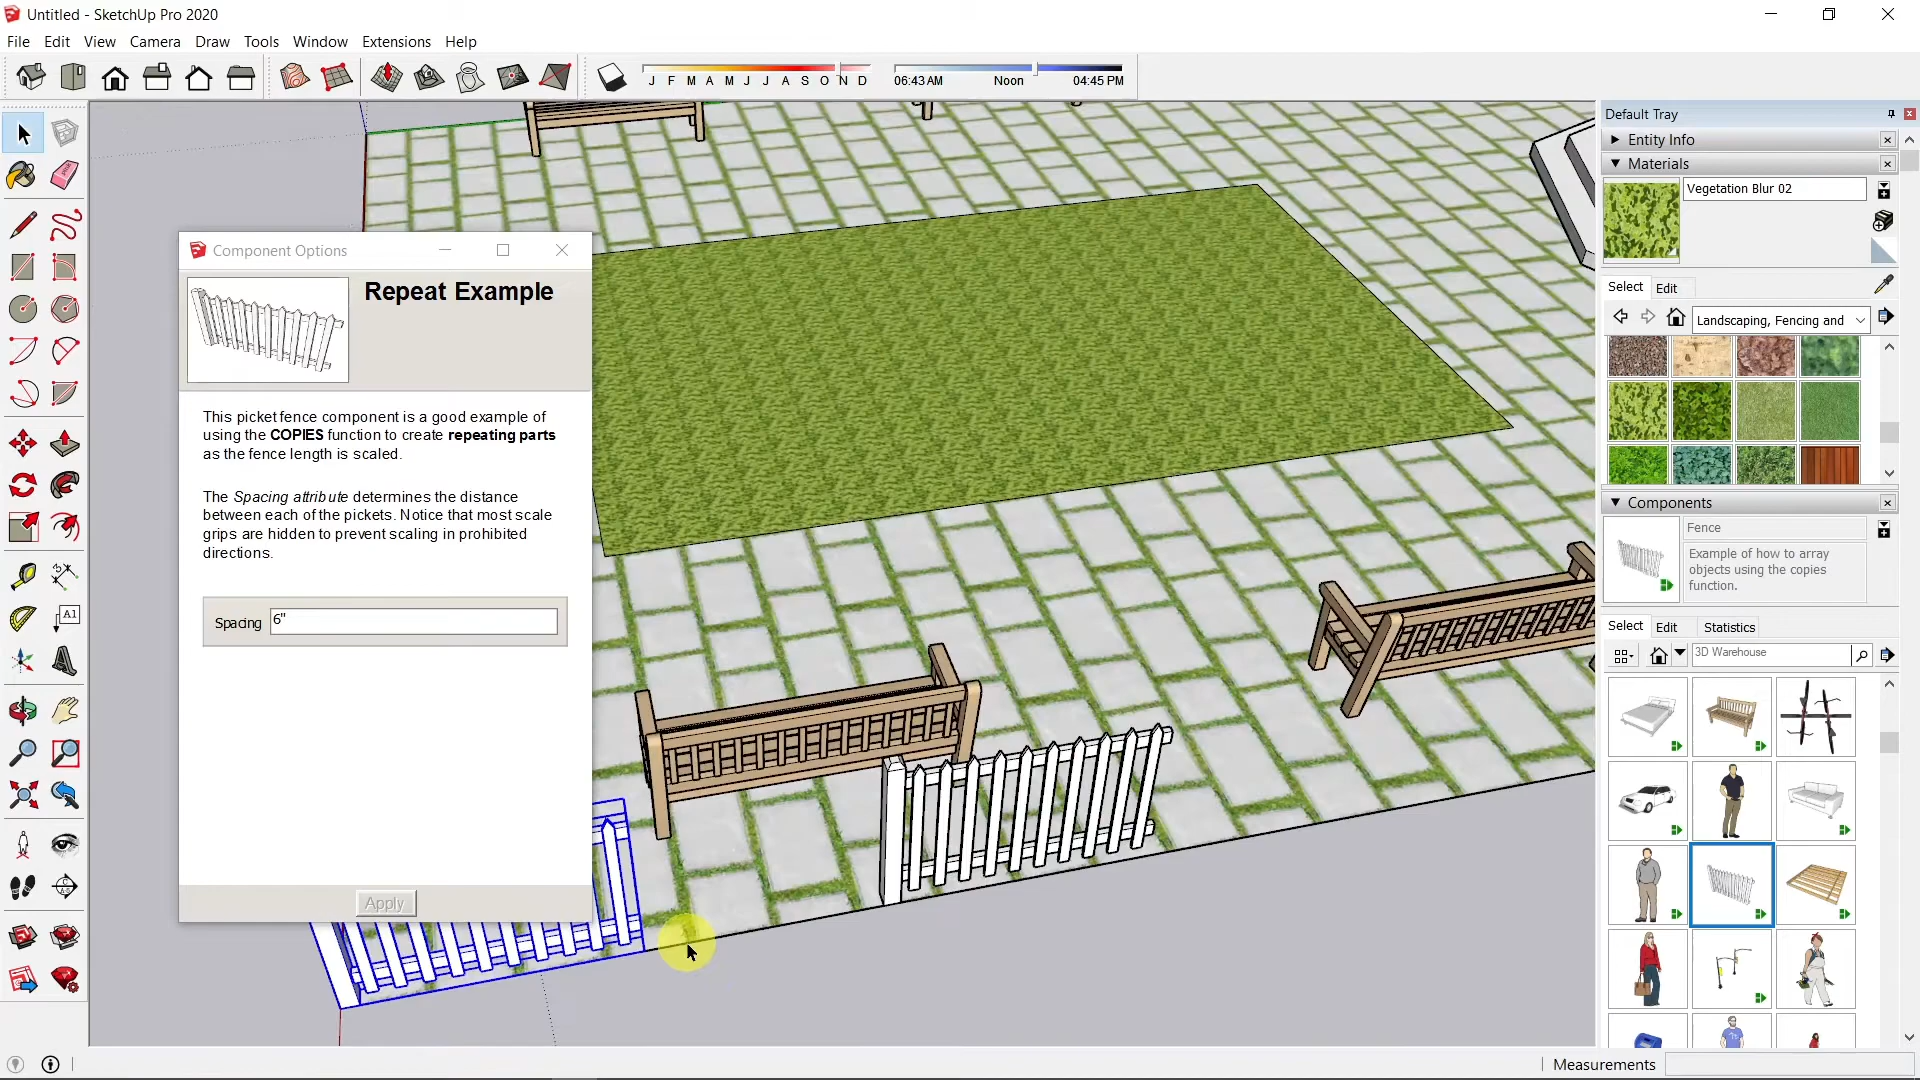 Untitled - SketchUp Pro 2020
File Edit View Camera Draw Tools Window Extensions Help
J F M A M J J A S O N D
06:43 AM Noon 04:45 PM
Default Tray
Entity Info
Materials
Vegetation Blur 02
Select Edit
Landscaping, Fencing and
Components
Fence
Example of how to array
objects using the copies
function.
Select Edit Statistics
3D Warehouse
Component Options
Repeat Example
This picket fence component is a good example of
using the COPIES function to create repeating parts
as the fence length is scaled.
The Spacing attribute determines the distance
between each of the pickets. Notice that most scale
grips are hidden to prevent scaling in prohibited
directions.
Spacing 6"
Apply
A1
Measurements